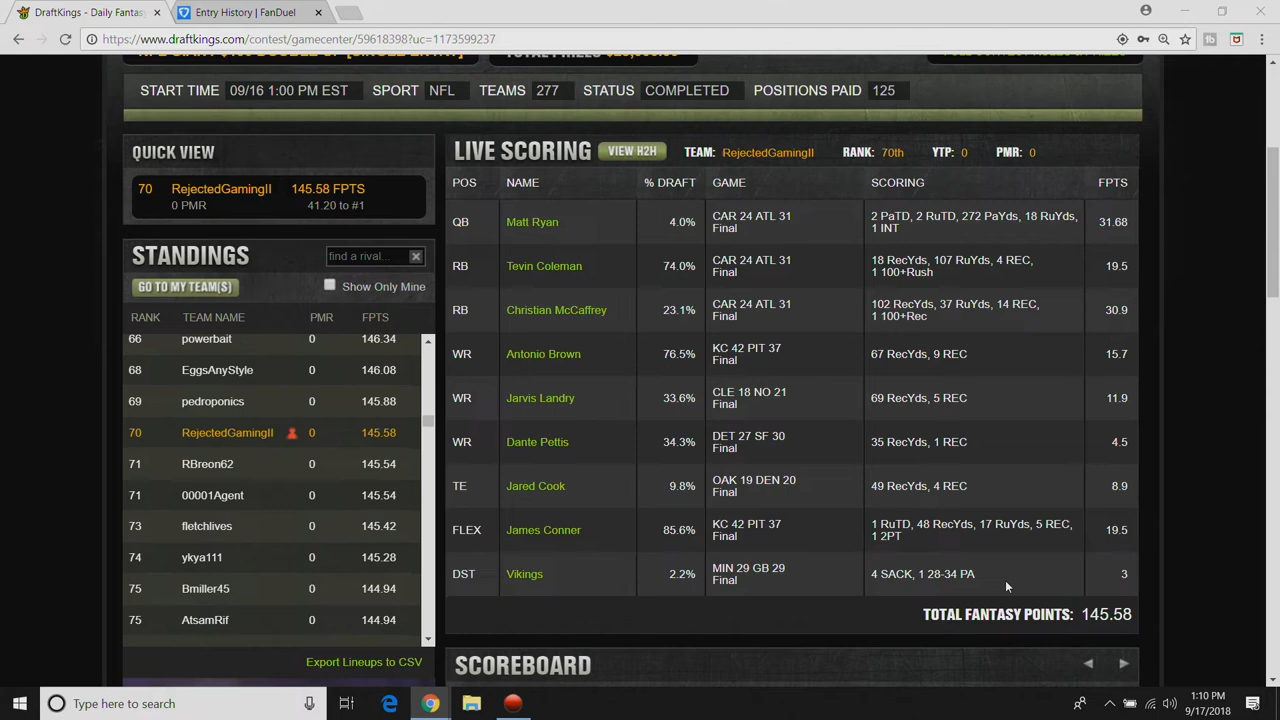 DraftKings - Daily Fantas
Entry History | FanDuel
https://www.draftkings.com/contest/gamecenter/59618398?uc=1173599237
START TIME 09/16 1:00 PM EST SPORT NFL TEAMS 277 STATUS COMPLETED POSITIONS PAID 125
QUICK VIEW
70 RejectedGamingII 145.58 FPTS
0 PMR 41.20 to #1
STANDINGS find a rival...
GO TO MY TEAM(S) Show Only Mine
RANK TEAM NAME PMR FPTS
66 powerbait 0 146.34
68 EggsAnyStyle 0 146.08
69 pedroponics 0 145.88
70 RejectedGamingII 0 145.58
71 RBreon62 0 145.54
71 00001Agent 0 145.54
73 fletchlives 0 145.42
74 ykya111 0 145.28
75 Bmiller45 0 144.94
75 AtsamRif 0 144.94
Export Lineups to CSV
LIVE SCORING VIEW H2H TEAM: RejectedGamingII RANK: 70th YTP: 0 PMR: 0
POS NAME % DRAFT GAME SCORING FPTS
QB Matt Ryan 4.0% CAR 24 ATL 31 Final 2 PaTD, 2 RuTD, 272 PaYds, 18 RuYds, 1 INT 31.68
RB Tevin Coleman 74.0% CAR 24 ATL 31 Final 18 RecYds, 107 RuYds, 4 REC, 1 100+Rush 19.5
RB Christian McCaffrey 23.1% CAR 24 ATL 31 Final 102 RecYds, 37 RuYds, 14 REC, 1 100+Rec 30.9
WR Antonio Brown 76.5% KC 42 PIT 37 Final 67 RecYds, 9 REC 15.7
WR Jarvis Landry 33.6% CLE 18 NO 21 Final 69 RecYds, 5 REC 11.9
WR Dante Pettis 34.3% DET 27 SF 30 Final 35 RecYds, 1 REC 4.5
TE Jared Cook 9.8% OAK 19 DEN 20 Final 49 RecYds, 4 REC 8.9
FLEX James Conner 85.6% KC 42 PIT 37 Final 1 RuTD, 48 RecYds, 17 RuYds, 5 REC, 1 2PT 19.5
DST Vikings 2.2% MIN 29 GB 29 Final 4 SACK, 1 28-34 PA 3
TOTAL FANTASY POINTS: 145.58
SCOREBOARD
Type here to search
1:10 PM
9/17/2018